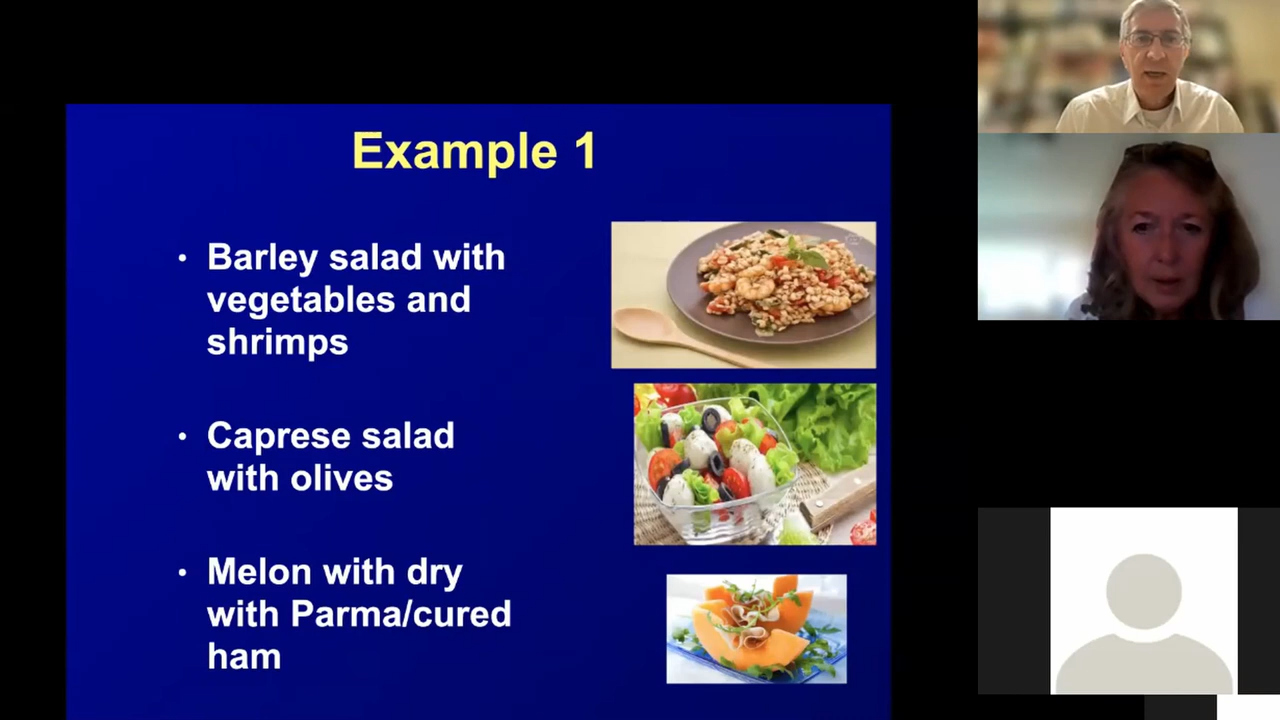 Example 1
• Barley salad with
vegetables and
shrimps
• Caprese salad
with olives
• Melon with dry
with Parma/cured
ham